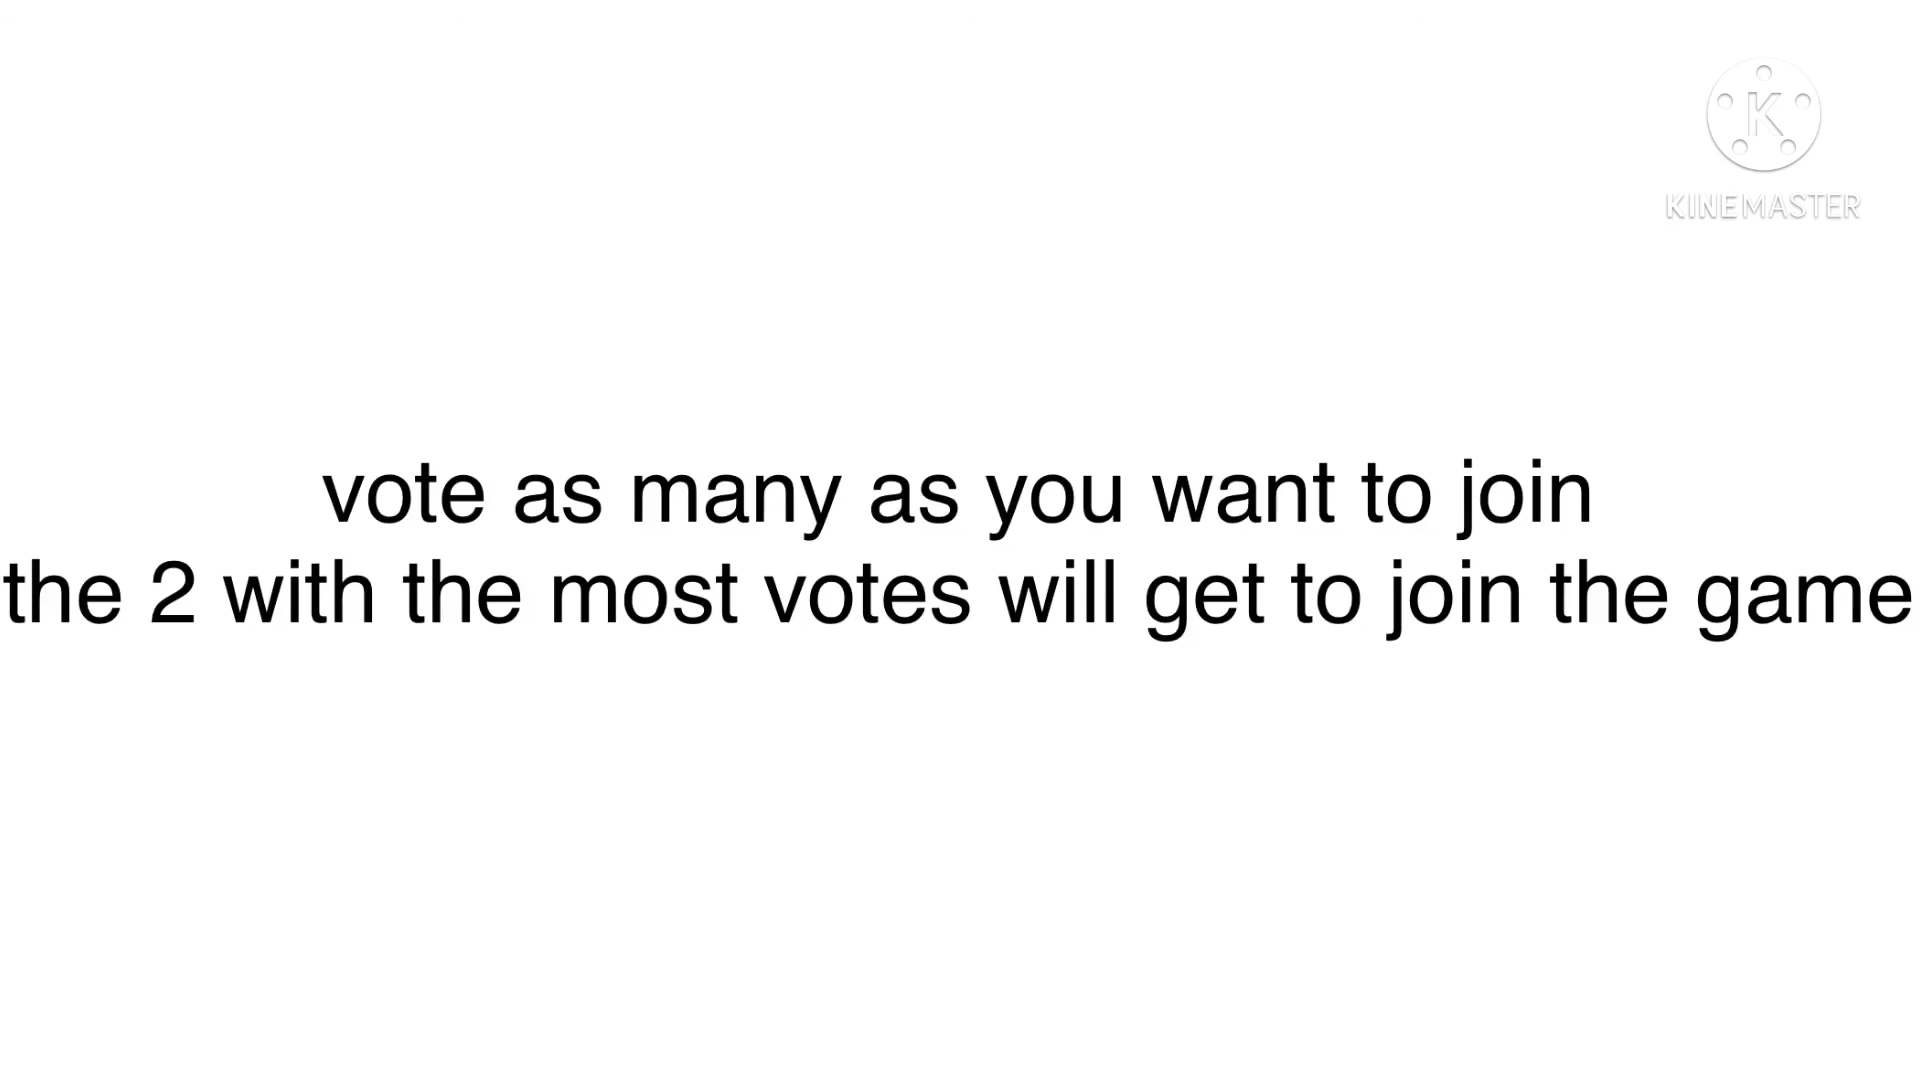 K
KINEMASTER
vote as many as you want to join
the 2 with the most votes will get to join the game